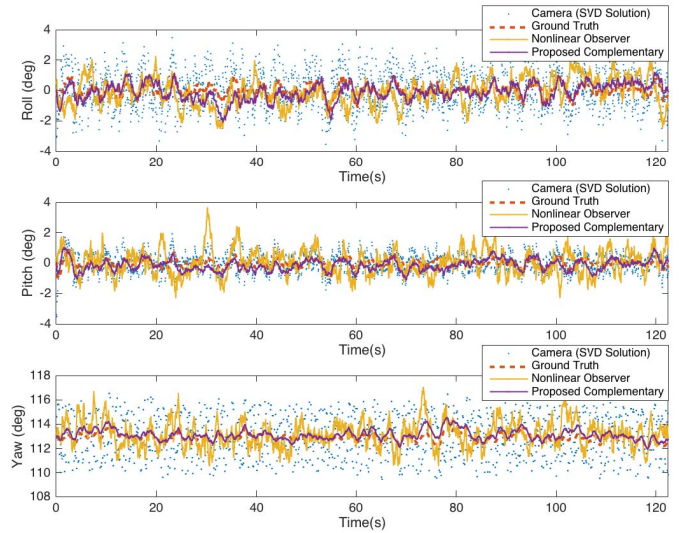 Camera (SVD Solution)
Ground Truth
Nonlinear Observer
Proposed Complementary
4
2
0
-2
-4
Roll (deg)
0 20 40 60 80 100 120
Time(s)
Camera (SVD Solution)
Ground Truth
Nonlinear Observer
Proposed Complementary
4
2
0
-2
-4
Pitch (deg)
0 20 40 60 80 100 120
Time(s)
Camera (SVD Solution)
Ground Truth
Nonlinear Observer
Proposed Complementary
118
116
114
112
110
108
Yaw (deg)
0 20 40 60 80 100 120
Time(s)